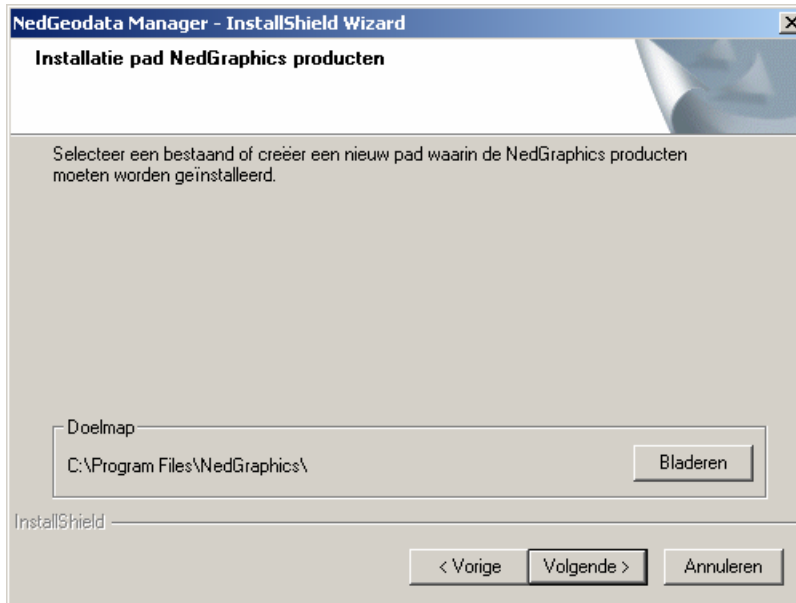 NedGeodata Manager - InstallShield Wizard
Installatie pad NedGraphics producten
Selecteer een bestaand of creëer een nieuw pad waarin de NedGraphics producten
moeten worden geïnstalleerd.
Doelmap
C:\Program Files\NedGraphics\
Bladeren
InstallShield
< Vorige
Volgende >
Annuleren